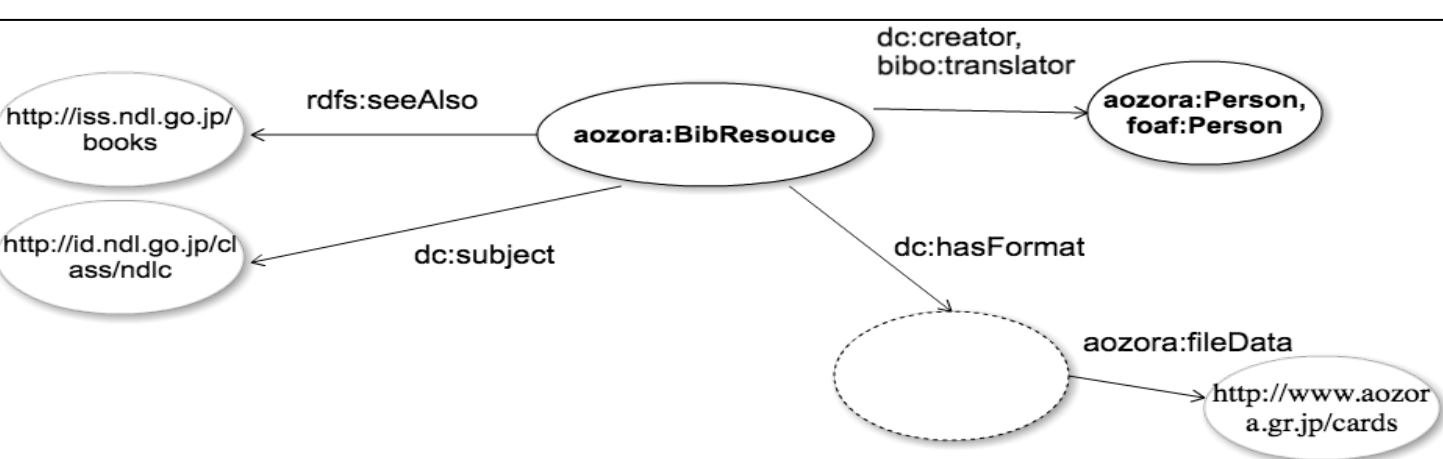 dc:creator,
bibo:translator
http://iss.ndl.go.jp/
books
rdfs:seeAlso
aozora:BibResouce
aozora:Person,
foaf:Person
http://id.ndl.go.jp/cl
ass/ndlc
dc:subject
dc:hasFormat
aozora:fileData
http://www.aozor
a.gr.jp/cards